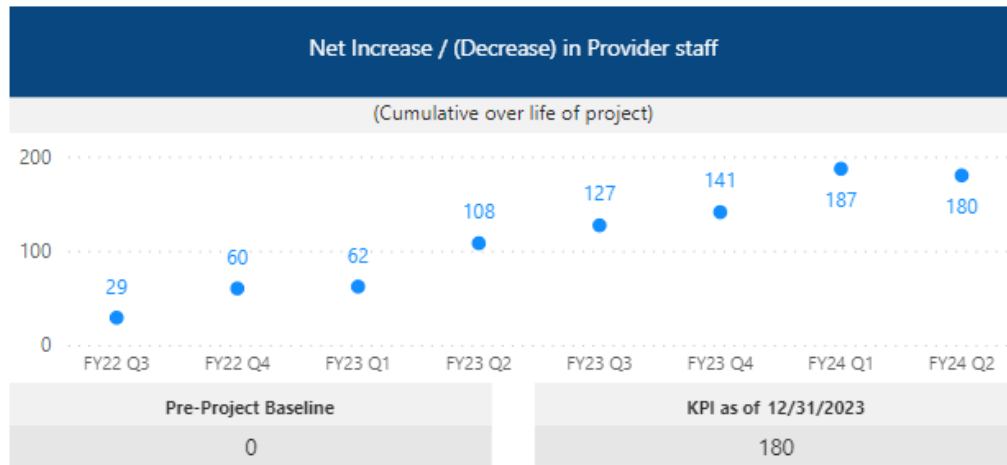 Net Increase / (Decrease) in Provider staff
(Cumulative over life of project)
200
100
0
29
60
62
108
127
141
187
180
FY22 Q3
FY22 Q4
FY23 Q1
FY23 Q2
FY23 Q3
FY23 Q4
FY24 Q1
FY24 Q2
Pre-Project Baseline
0
KPI as of 12/31/2023
180